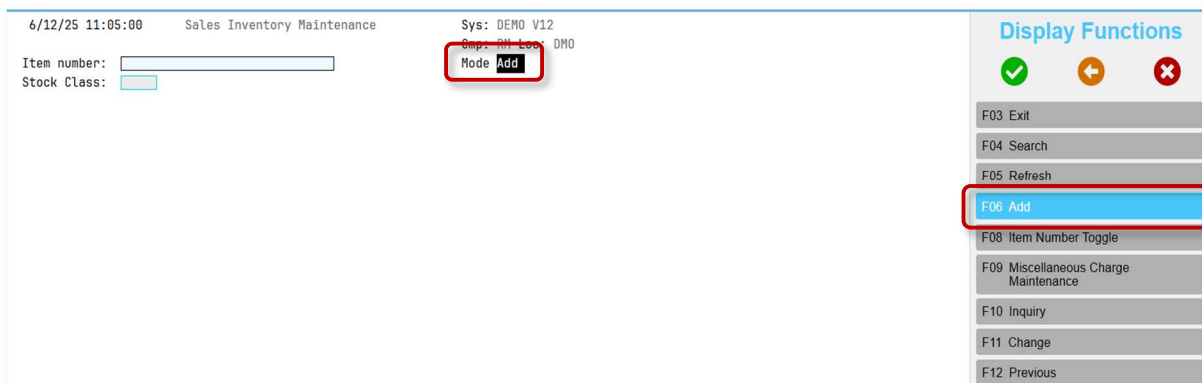 6/12/25 11:05:00 Sales Inventory Maintenance Sys: DEMO V12
Cmp: RM Loc: DMO
Item number: Mode Add
Stock Class:
Display Functions
F03 Exit
F04 Search
F05 Refresh
F06 Add
F08 Item Number Toggle
F09 Miscellaneous Charge
Maintenance
F10 Inquiry
F11 Change
F12 Previous